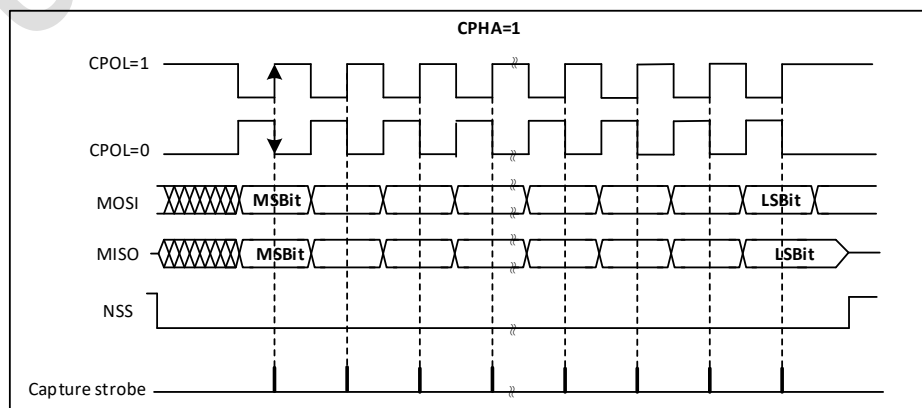 CPHA=1
CPOL=1
CPOL=0
MOSI MSBit LSBit
MISO MSBit LSBit
NSS
Capture strobe